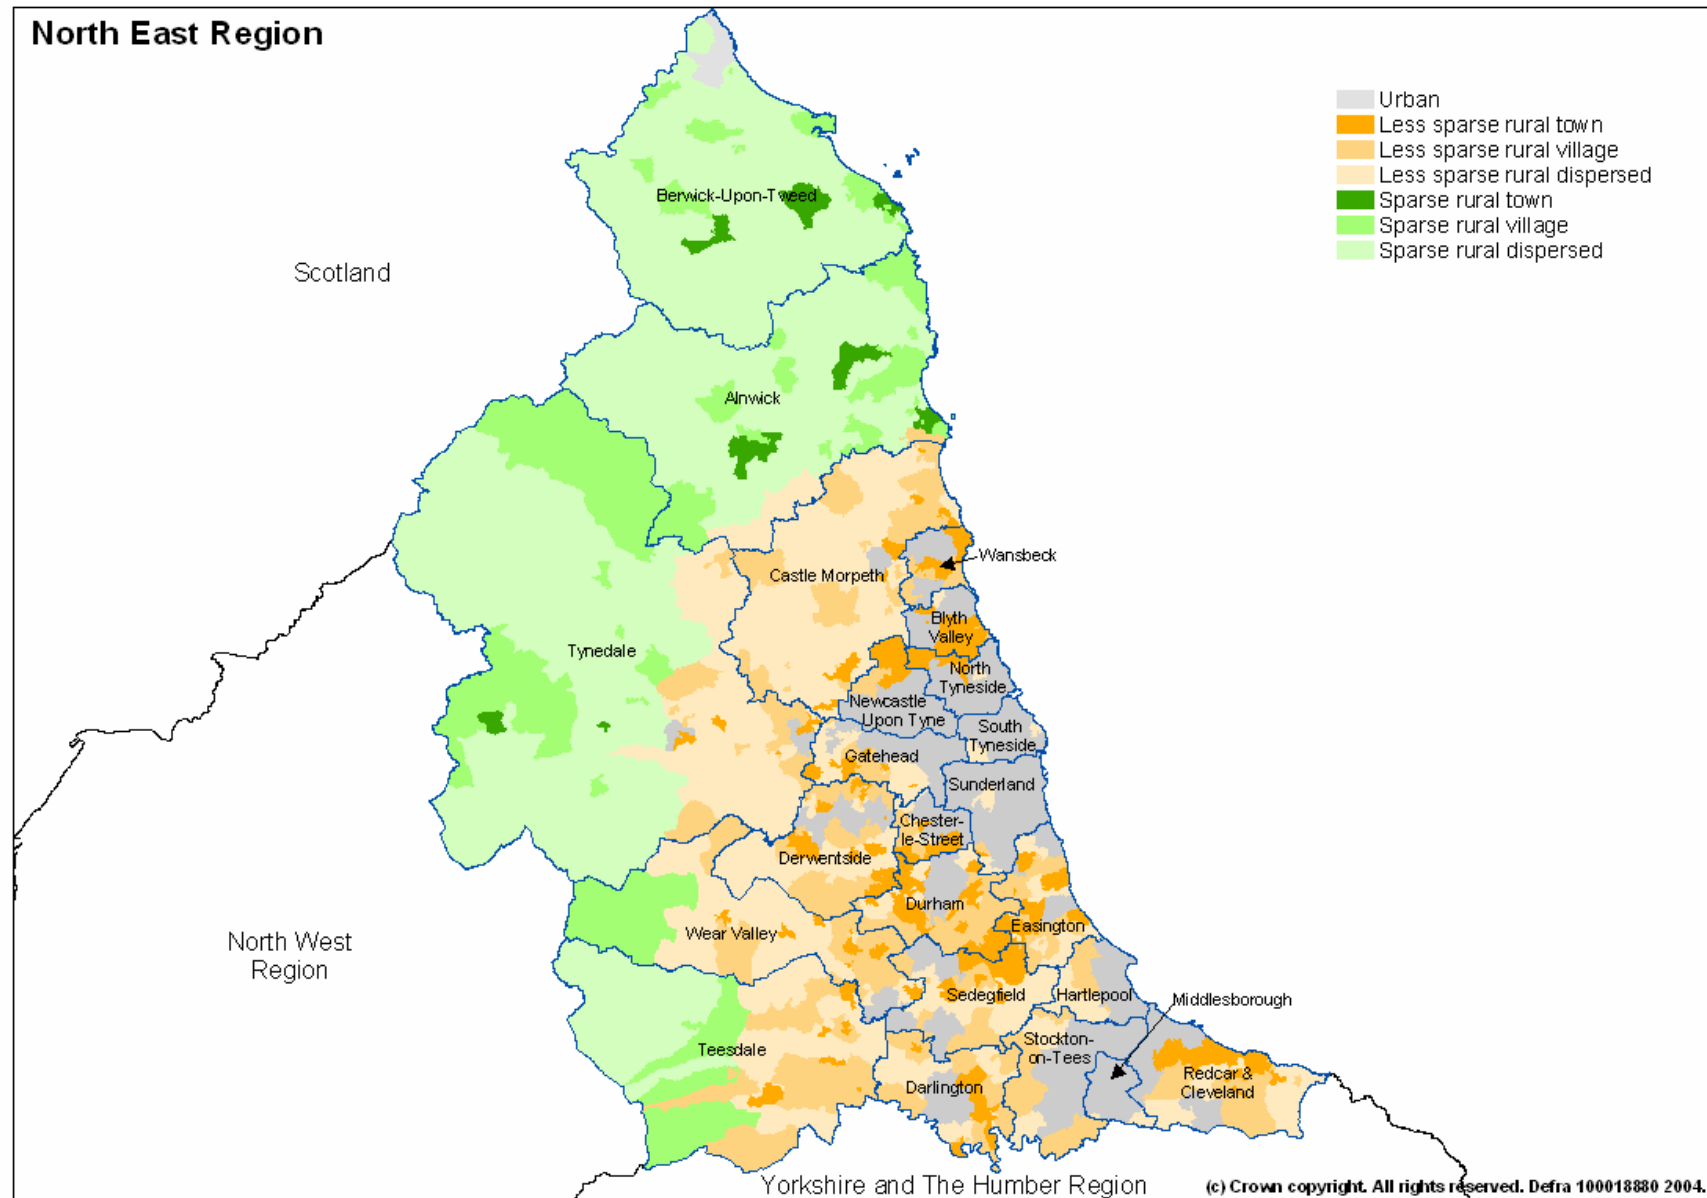 North East Region
Urban
Less sparse rural town
Less sparse rural village
Less sparse rural dispersed
Sparse rural town
Sparse rural village
Sparse rural dispersed
Berwick-Upon-Tweed
Scotland
Alnwick
Wansbeck
Castle Morpeth
Blyth
Valley
Tynedale
North
Tyneside
Newcastle
Upon Tyne
South
Tyneside
Gatehead
Sunderland
Chester-
le-Street
Derwentside
Durham
Easington
Wear Valley
North West
Region
Sedegfield
Hartlepool
Middlesborough
Stockton-
on-Tees
Teesdale
Darlington
Redcar &
Cleveland
Yorkshire and The Humber Region
(c) Crown copyright. All rights reserved. Defra 100018880 2004.